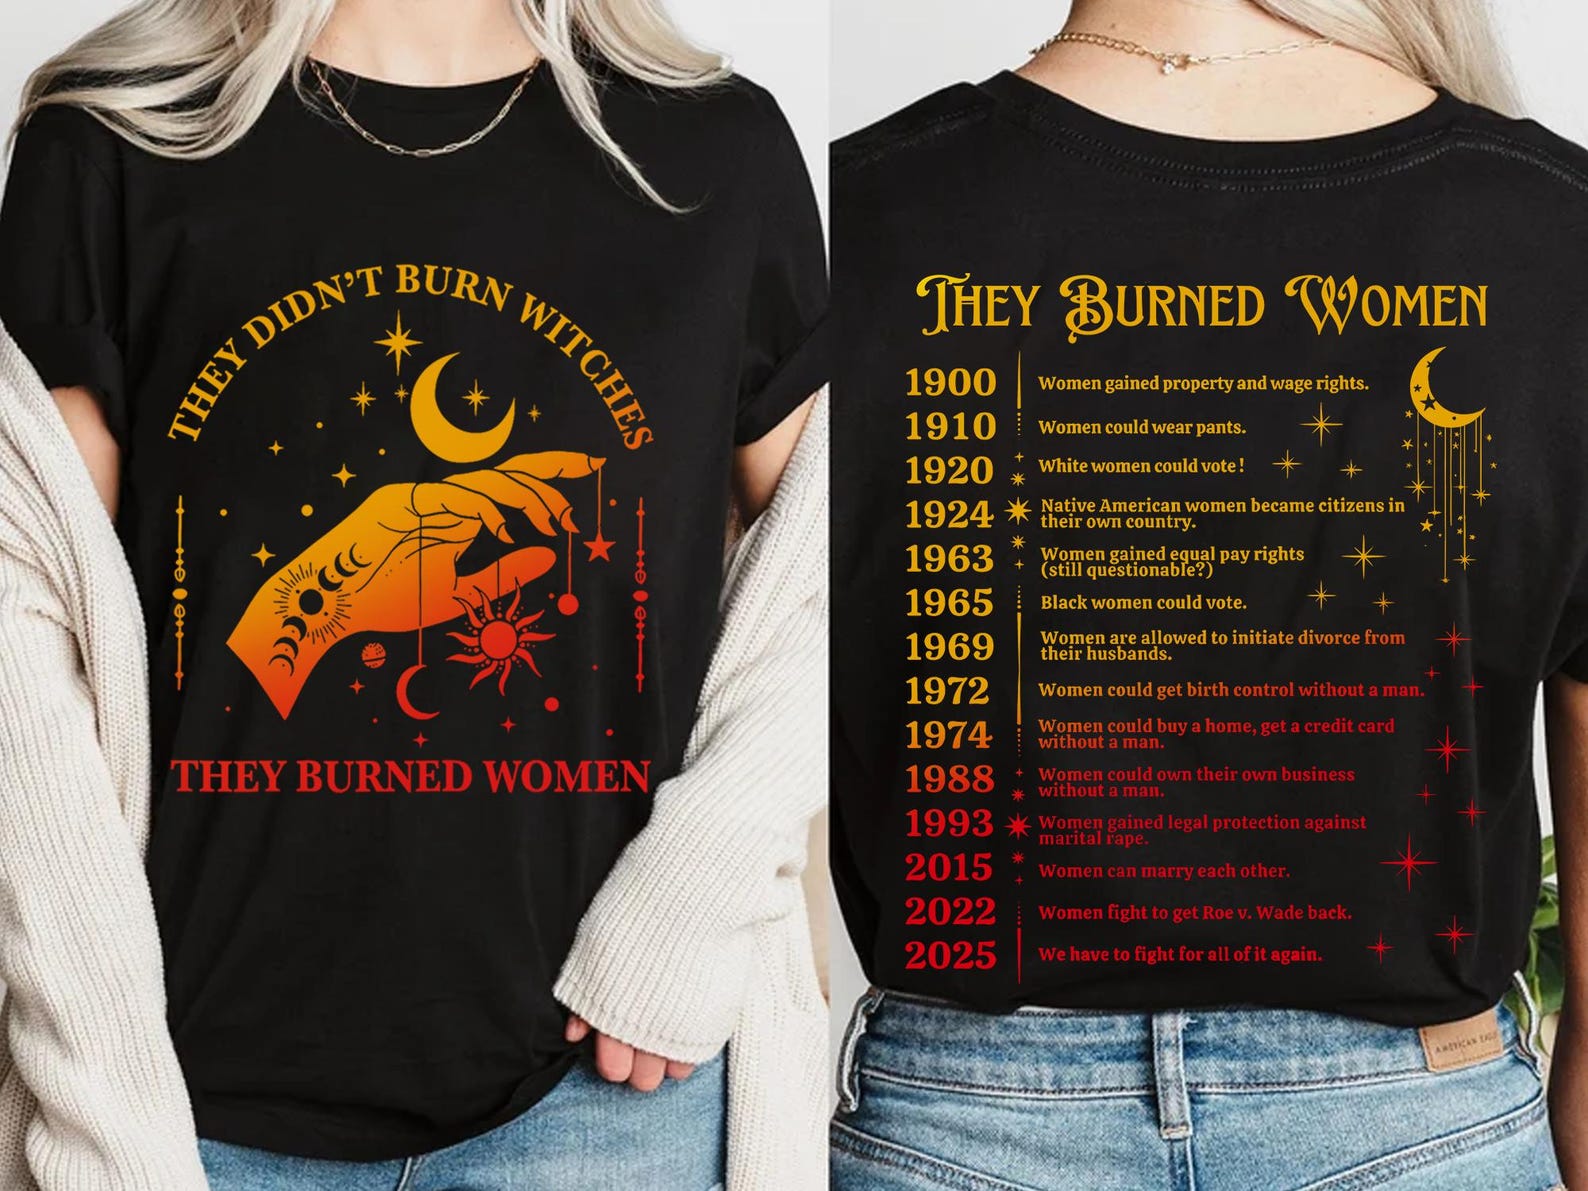 THEY DIDN'T BURN WITCHES
THEY BURNED WOMEN
THEY BURNED WOMEN
1900 Women gained property and wage rights.
1910 Women could wear pants.
1920 White women could vote!
1924 Native American women became citizens in
their own country.
1963 Women gained equal pay rights
(still questionable?)
1965 Black women could vote.
1969 Women are allowed to initiate divorce from
their husbands.
1972 Women could get birth control without a man.
1974 Women could buy a home, get a credit card
without a man.
1988 Women could own their own business
without a man.
1993 Women gained legal protection against
marital rape.
2015 Women can marry each other.
2022 Women fight to get Roe v. Wade back.
2025 We have to fight for all of it again.
AMERICAN EAGLE